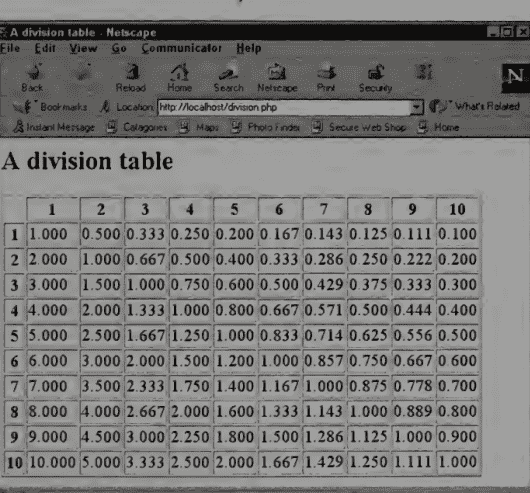 A division table - Netscape
File Edit View Go Communicator Help
Back Reload Home Search Netscape Print Security N
Bookmarks Location: http://localhost/division.php What's Related
Instant Message Catagories Maps Photo Finder Secure Web Shop Home
A division table
1 2 3 4 5 6 7 8 9 10
1 1.000 0.500 0.333 0.250 0.200 0.167 0.143 0.125 0.111 0.100
2 2.000 1.000 0.667 0.500 0.400 0.333 0.286 0.250 0.222 0.200
3 3.000 1.500 1.000 0.750 0.600 0.500 0.429 0.375 0.333 0.300
4 4.000 2.000 1.333 1.000 0.800 0.667 0.571 0.500 0.444 0.400
5 5.000 2.500 1.667 1.250 1.000 0.833 0.714 0.625 0.556 0.500
6 6.000 3.000 2.000 1.500 1.200 1.000 0.857 0.750 0.667 0.600
7 7.000 3.500 2.333 1.750 1.400 1.167 1.000 0.875 0.778 0.700
8 8.000 4.000 2.667 2.000 1.600 1.333 1.143 1.000 0.889 0.800
9 9.000 4.500 3.000 2.250 1.800 1.500 1.286 1.125 1.000 0.900
10 10.000 5.000 3.333 2.500 2.000 1.667 1.429 1.250 1.111 1.000